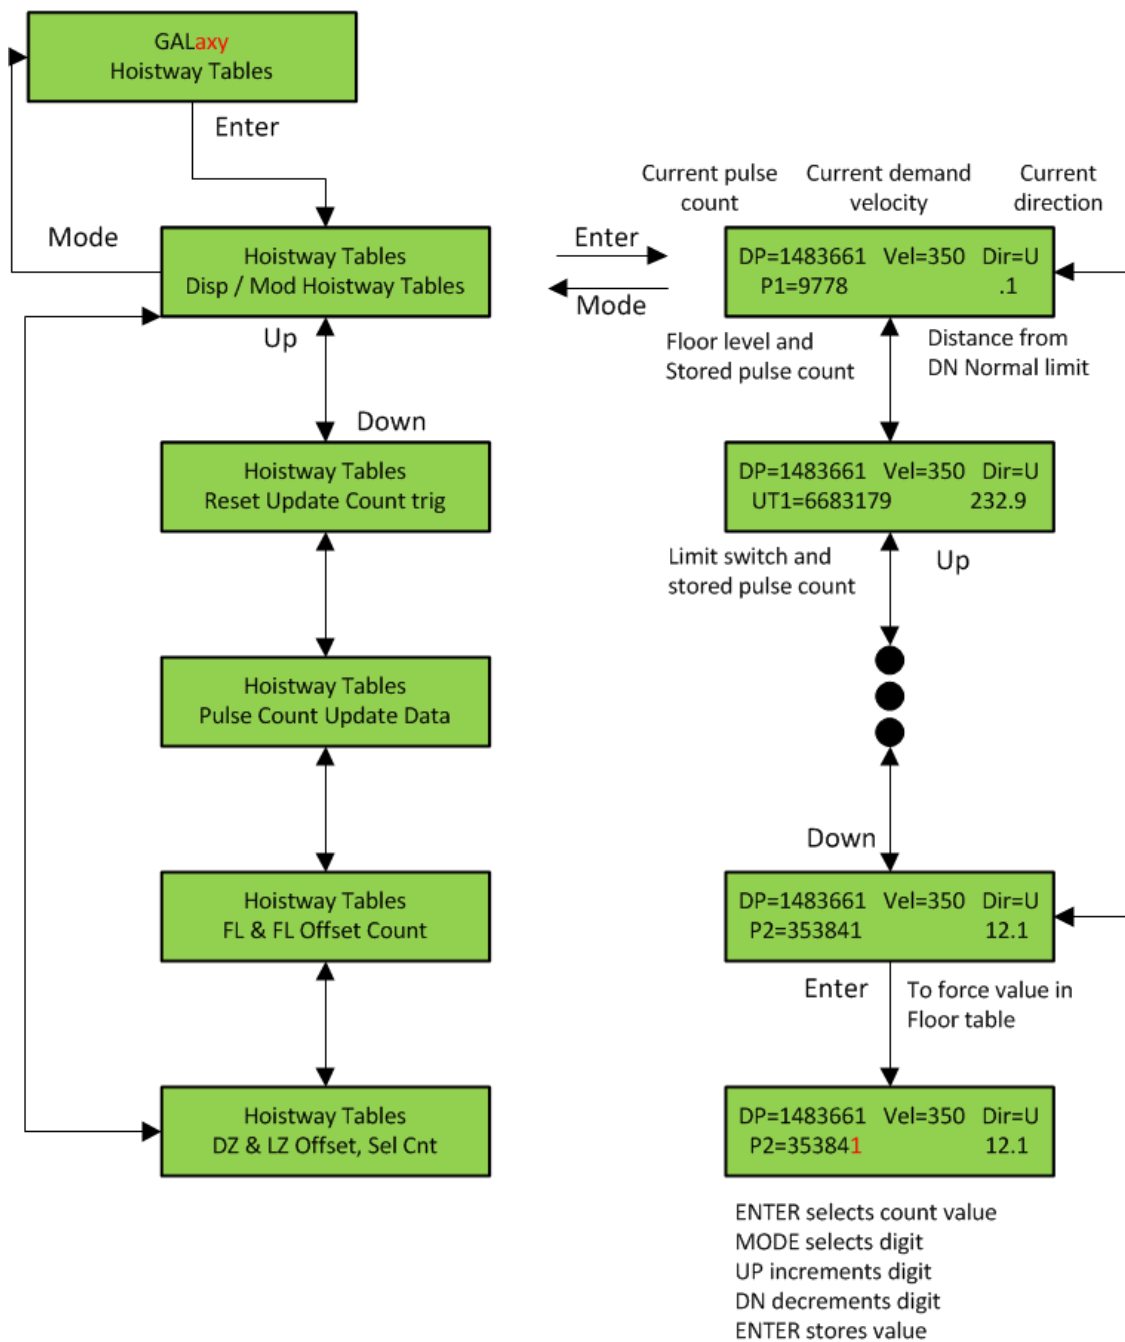 GALaxy
Hoistway Tables
Enter
Mode
Hoistway Tables
Disp / Mod Hoistway Tables
Up
Down
Hoistway Tables
Reset Update Count trig
Hoistway Tables
Pulse Count Update Data
Hoistway Tables
FL & FL Offset Count
Hoistway Tables
DZ & LZ Offset, Sel Cnt
Enter
Mode
Current pulse
count
Current demand
velocity
Current
direction
DP=1483661 Vel=350 Dir=U
P1=9778 .1
Floor level and
Stored pulse count
Distance from
DN Normal limit
DP=1483661 Vel=350 Dir=U
UT1=6683179 232.9
Limit switch and
stored pulse count
Up
Down
DP=1483661 Vel=350 Dir=U
P2=353841 12.1
Enter
To force value in
Floor table
DP=1483661 Vel=350 Dir=U
P2=353841 12.1
ENTER selects count value
MODE selects digit
UP increments digit
DN decrements digit
ENTER stores value